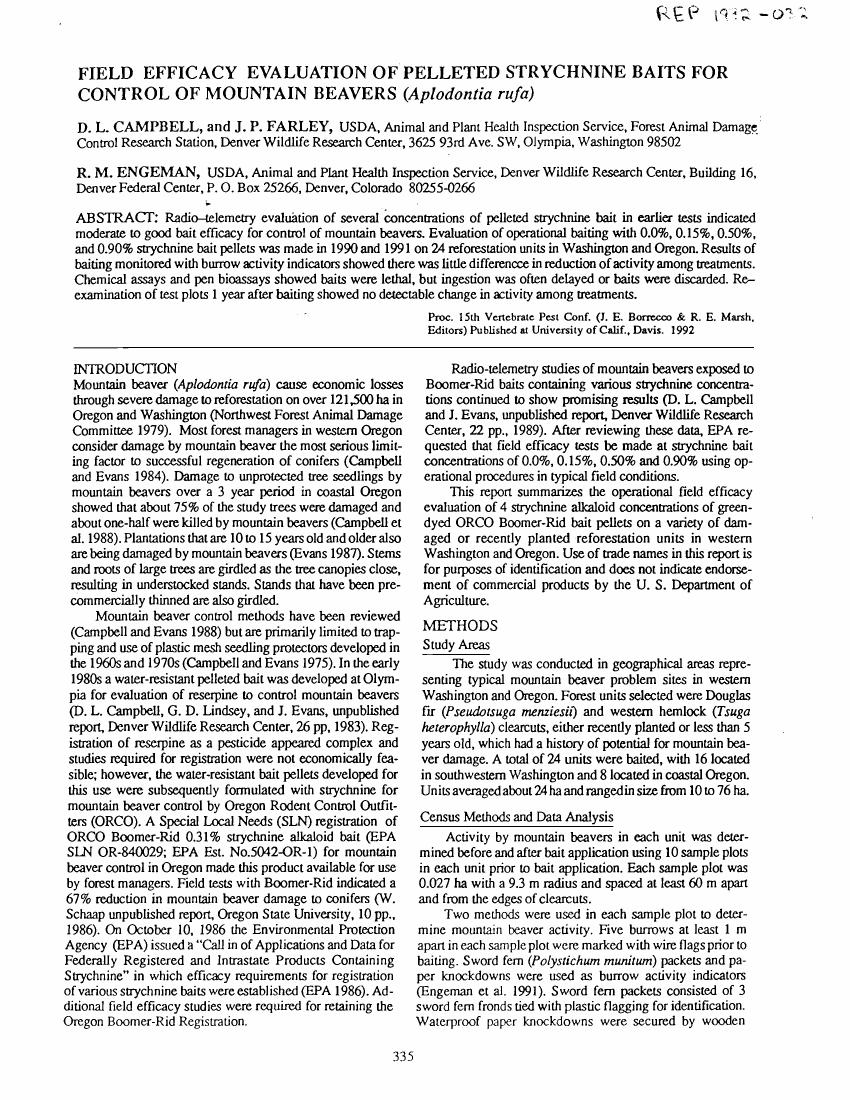 REP 1992-032
FIELD EFFICACY EVALUATION OF PELLETED STRYCHNINE BAITS FOR
CONTROL OF MOUNTAIN BEAVERS (Aplodontia rufa)
D. L. CAMPBELL, and J. P. FARLEY, USDA, Animal and Plant Health Inspection Service, Forest Animal Damage
Control Research Station, Denver Wildlife Research Center, 3625 93rd Ave. SW, Olympia, Washington 98502
R. M. ENGEMAN, USDA, Animal and Plant Health Inspection Service, Denver Wildlife Research Center, Building 16,
Denver Federal Center, P. O. Box 25266, Denver, Colorado 80255-0266
ABSTRACT: Radio-telemetry evaluation of several concentrations of pelleted strychnine bait in earlier tests indicated
moderate to good bait efficacy for control of mountain beavers. Evaluation of operational baiting with 0.0%, 0.15%, 0.50%,
and 0.90% strychnine bait pellets was made in 1990 and 1991 on 24 reforestation units in Washington and Oregon. Results of
baiting monitored with burrow activity indicators showed there was little difference in reduction of activity among treatments.
Chemical assays and pen bioassays showed baits were lethal, but ingestion was often delayed or baits were discarded. Re-
examination of test plots 1 year after baiting showed no detectable change in activity among treatments.
Proc. 15th Vertebrate Pest Conf. (J. E. Borrecco & R. E. Marsh,
Editors) Published at University of Calif., Davis. 1992
INTRODUCTION
Mountain beaver (Aplodontia rufa) cause economic losses
through severe damage to reforestation on over 121,500 ha in
Oregon and Washington (Northwest Forest Animal Damage
Committee 1979). Most forest managers in western Oregon
consider damage by mountain beaver the most serious limit-
ing factor to successful regeneration of conifers (Campbell
and Evans 1984). Damage to unprotected tree seedlings by
mountain beavers over a 3 year period in coastal Oregon
showed that about 75% of the study trees were damaged and
about one-half were killed by mountain beavers (Campbell et
al. 1988). Plantations that are 10 to 15 years old and older also
are being damaged by mountain beavers (Evans 1987). Stems
and roots of large trees are girdled as the tree canopies close,
resulting in understocked stands. Stands that have been pre-
commercially thinned are also girdled.
Mountain beaver control methods have been reviewed
(Campbell and Evans 1988) but are primarily limited to trap-
ping and use of plastic mesh seedling protectors developed in
the 1960s and 1970s (Campbell and Evans 1975). In the early
1980s a water-resistant pelleted bait was developed at Olym-
pia for evaluation of reserpine to control mountain beavers
(D. L. Campbell, G. D. Lindsey, and J. Evans, unpublished
report, Denver Wildlife Research Center, 26 pp, 1983). Reg-
istration of reserpine as a pesticide appeared complex and
studies required for registration were not economically fea-
sible; however, the water-resistant bait pellets developed for
this use were subsequently formulated with strychnine for
mountain beaver control by Oregon Rodent Control Outfit-
ters (ORCO). A Special Local Needs (SLN) registration of
ORCO Boomer-Rid 0.31% strychnine alkaloid bait (EPA
SLN OR-840029; EPA Est. No.5042-OR-1) for mountain
beaver control in Oregon made this product available for use
by forest managers. Field tests with Boomer-Rid indicated a
67% reduction in mountain beaver damage to conifers (W.
Schaap unpublished report, Oregon State University, 10 pp.,
1986). On October 10, 1986 the Environmental Protection
Agency (EPA) issued a "Call in of Applications and Data for
Federally Registered and Intrastate Products Containing
Strychnine" in which efficacy requirements for registration
of various strychnine baits were established (EPA 1986). Ad-
ditional field efficacy studies were required for retaining the
Oregon Boomer-Rid Registration.
Radio-telemetry studies of mountain beavers exposed to
Boomer-Rid baits containing various strychnine concentra-
tions continued to show promising results (D. L. Campbell
and J. Evans, unpublished report, Denver Wildlife Research
Center, 22 pp., 1989). After reviewing these data, EPA re-
quested that field efficacy tests be made at strychnine bait
concentrations of 0.0%, 0.15%, 0.50% and 0.90% using op-
erational procedures in typical field conditions.
This report summarizes the operational field efficacy
evaluation of 4 strychnine alkaloid concentrations of green-
dyed ORCO Boomer-Rid bait pellets on a variety of dam-
aged or recently planted reforestation units in western
Washington and Oregon. Use of trade names in this report is
for purposes of identification and does not indicate endorse-
ment of commercial products by the U. S. Department of
Agriculture.
METHODS
Study Areas
The study was conducted in geographical areas repre-
senting typical mountain beaver problem sites in western
Washington and Oregon. Forest units selected were Douglas
fir (Pseudotsuga menziesii) and western hemlock (Tsuga
heterophylla) clearcuts, either recently planted or less than 5
years old, which had a history of potential for mountain bea-
ver damage. A total of 24 units were baited, with 16 located
in southwestern Washington and 8 located in coastal Oregon.
Units averaged about 24 ha and ranged in size from 10 to 76 ha.
Census Methods and Data Analysis
Activity by mountain beavers in each unit was deter-
mined before and after bait application using 10 sample plots
in each unit prior to bait application. Each sample plot was
0.027 ha with a 9.3 m radius and spaced at least 60 m apart
and from the edges of clearcuts.
Two methods were used in each sample plot to deter-
mine mountain beaver activity. Five burrows at least 1 m
apart in each sample plot were marked with wire flags prior to
baiting. Sword fern (Polystichum munitum) packets and pa-
per knockdowns were used as burrow activity indicators
(Engeman et al. 1991). Sword fern packets consisted of 3
sword fern fronds tied with plastic flagging for identification.
Waterproof paper knockdowns were secured by wooden
335